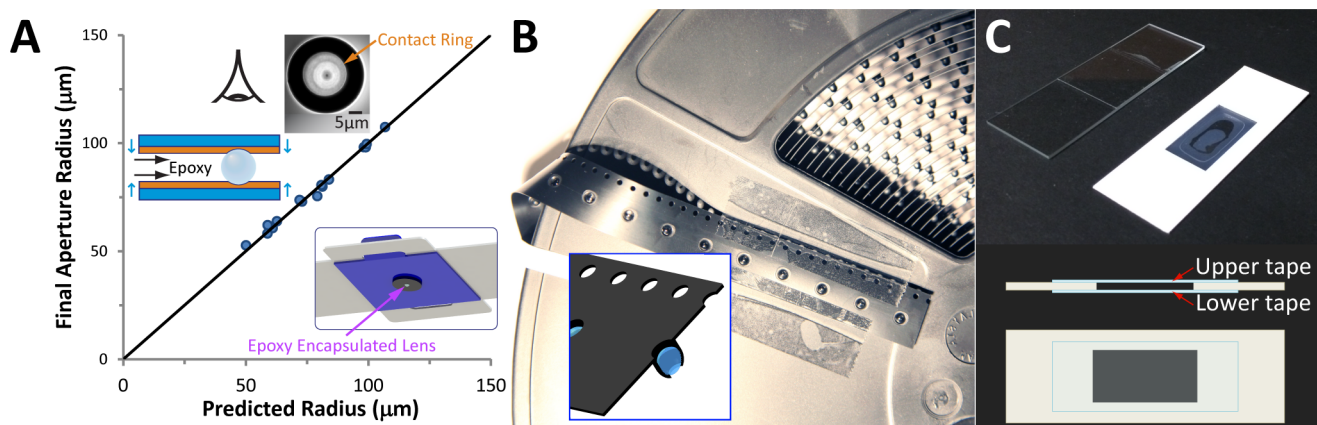 A
150
100
50
0
Final Aperture Radius (µm)
0
50
100
150
Predicted Radius (µm)
Contact Ring
5µm
Epoxy
Epoxy Encapsulated Lens
B
C
Upper tape
Lower tape